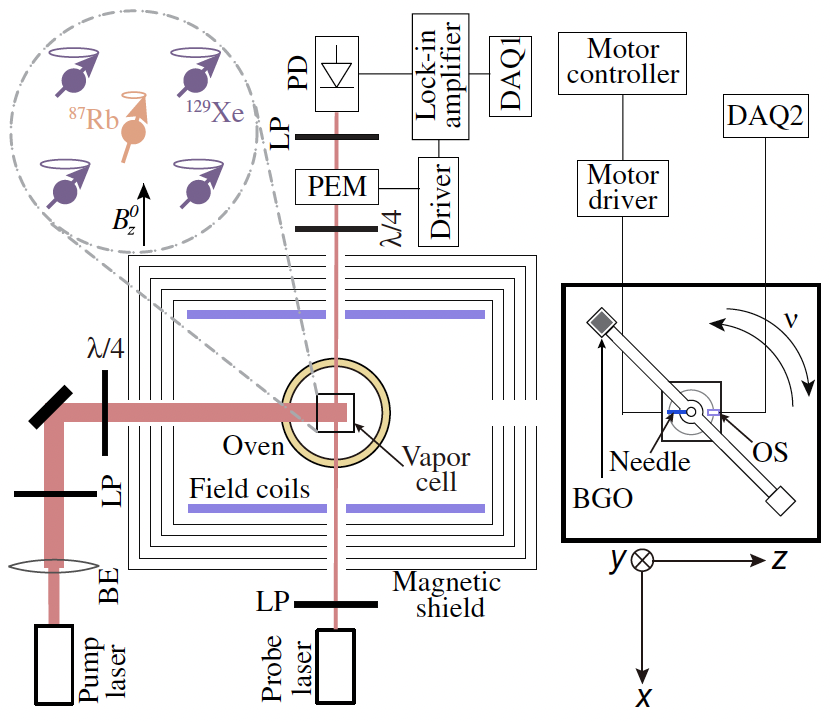 ⁸⁷Rb
¹²⁹Xe
B_z^0
PD
Lock-in
amplifier
DAQ1
LP
PEM
Driver
λ/4
Motor
controller
DAQ2
Motor
driver
ν
λ/4
Oven
Vapor
cell
Field coils
LP
BE
Pump
laser
LP
Magnetic
shield
Probe
laser
Needle
OS
BGO
y
z
x